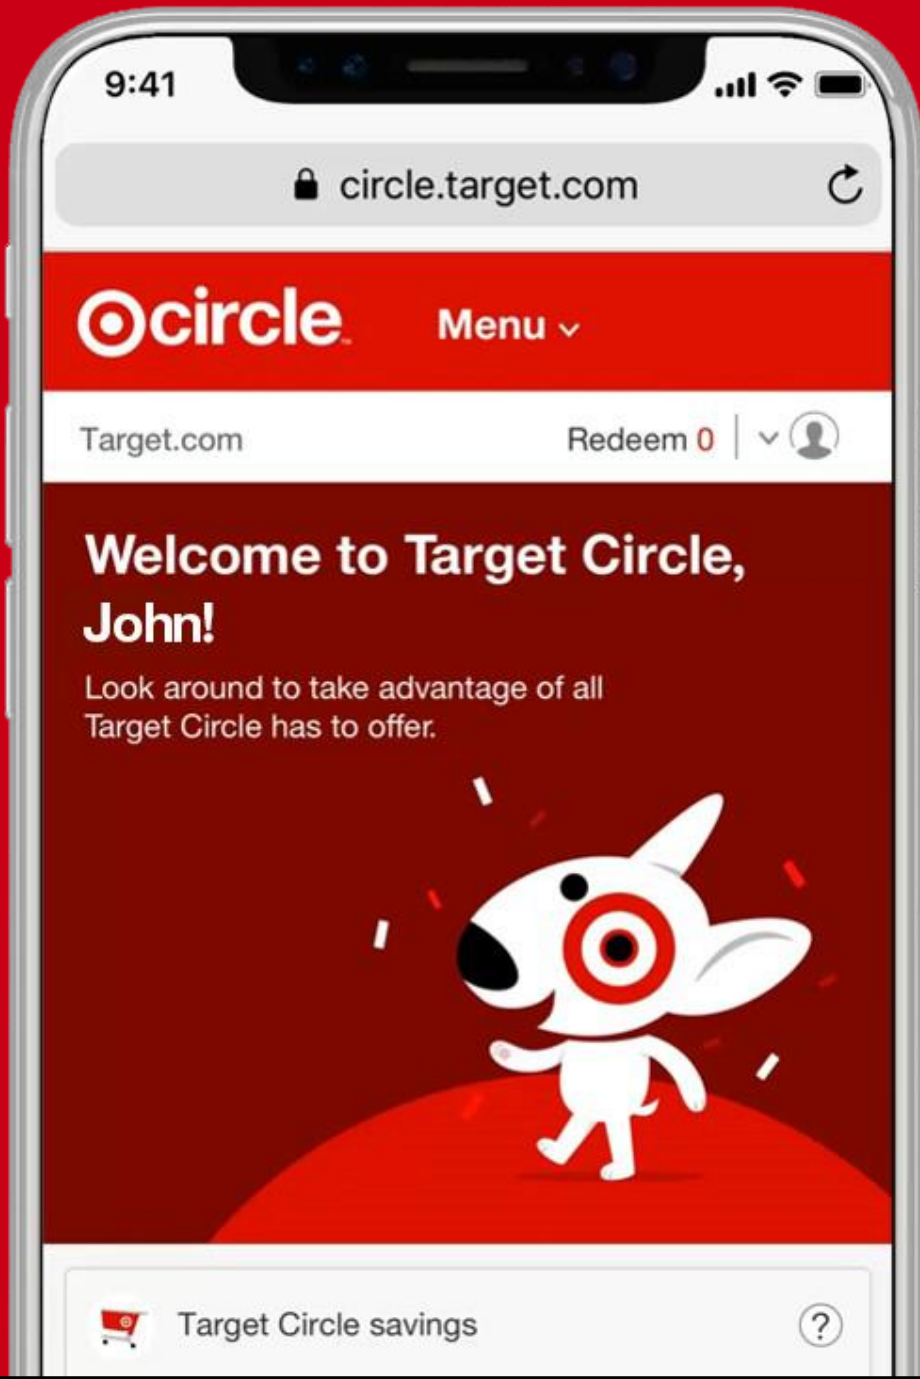 9:41
circle.target.com
circle™ Menu
Target.com Redeem 0
Welcome to Target Circle,
John!
Look around to take advantage of all
Target Circle has to offer.
Target Circle savings ?